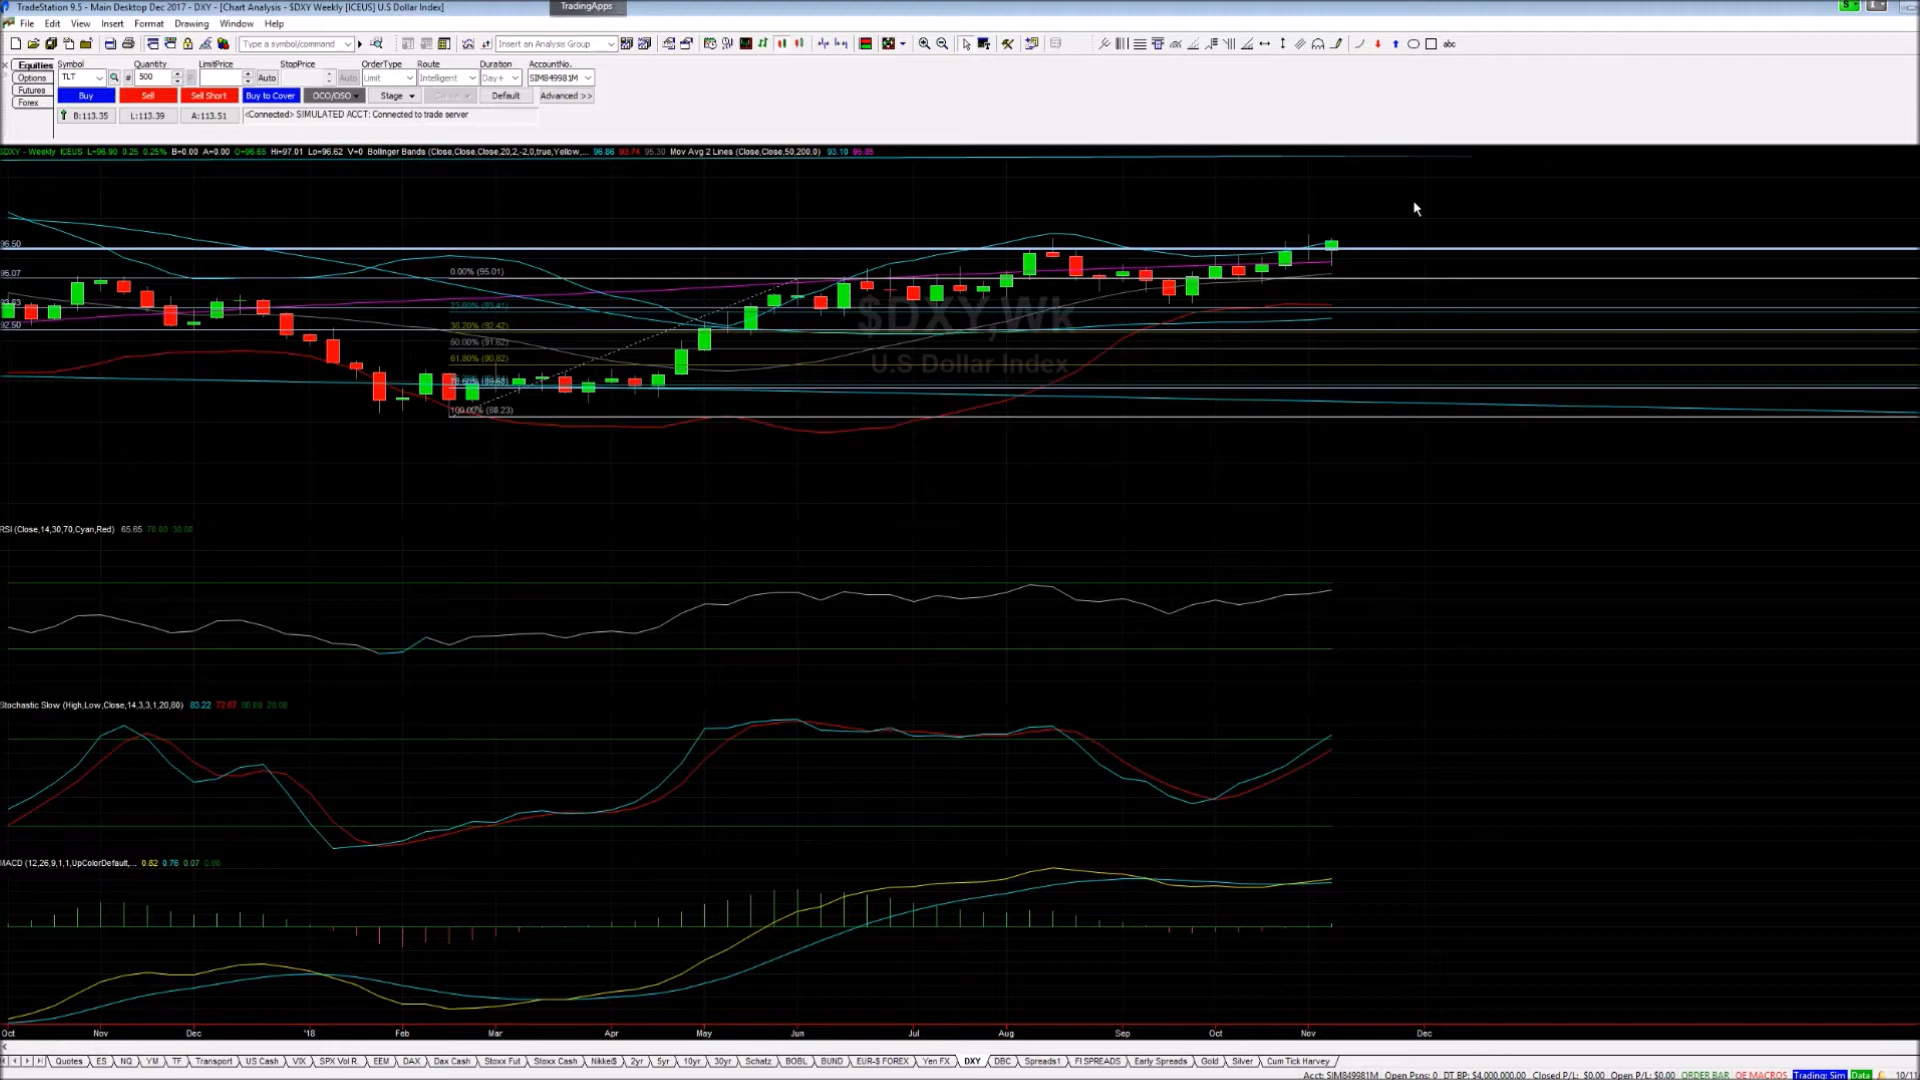 TradeStation 9.5 - Main Desktop Dec 2017 - DXY - [Chart Analysis - $DXY Weekly [ICEUS] U.S Dollar Index]
TradingApps
File Edit View Insert Format Drawing Window Help
Type a symbol/command
Insert an Analysis Group
abc
Equities
Options
Futures
Forex
Symbol Quantity LimitPrice StopPrice OrderType Route Duration AccountNo.
TLT 500 Auto Auto Limit Intelligent Day+ SIM849981M
Buy Sell Sell Short Buy to Cover OCO/OSO Stage Default Advanced >>
B:113.35 L:113.39 A:113.51 <Connected> SIMULATED ACCT: Connected to trade server
$DXY - Weekly ICEUS L=96.90 0.25 0.25% B=0.00 A=0.00 O=96.65 Hi=97.01 Lo=96.62 V=0 Bollinger Bands (Close,Close,Close,20,2,-2,0,true,Yellow,... 96.86 93.74 95.30 Mov Avg 2 Lines (Close,Close,50,200,0) 93.10 95.85
96.50
95.07
93.63
92.50
0.00% (95.01)
23.60% (93.41)
38.20% (92.42)
50.00% (91.62)
61.80% (90.82)
100.00% (88.23)
$DXY,Wk
U.S Dollar Index
RSI (Close,14,30,70,Cyan,Red) 65.65 70.00 30.00
Stochastic Slow (High,Low,Close,14,3,3,1,20,80) 83.22 72.67 80.00 20.00
MACD (12,26,9,1,1,UpColorDefault,... 0.82 0.76 0.07 0.00
Oct Nov Dec '18 Feb Mar Apr May Jun Jul Aug Sep Oct Nov Dec
Quotes ES NQ YM TF Transport US Cash VIX SPX Vol R. EEM DAX Dax Cash Stoxx Fut Stoxx Cash Nikke$ 2yr 5yr 10yr 30yr Schatz BOBL BUND EUR-$ FOREX Yen FX DXY DBC Spreads1 FI SPREADS Early Spreads Gold Silver Cum Tick Harvey
Acct: SIM849981M Open Psns: 0 DT BP: $4,000,000.00 Closed P/L: $0.00 Open P/L: $0.00 ORDER BAR OE MACROS Trading: Sim Data 10/11